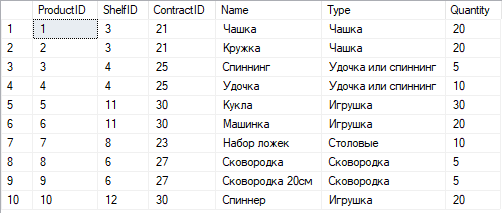 ProductID ShelfID ContractID Name Type Quantity
1 1 3 21 Чашка Чашка 20
2 2 3 21 Кружка Чашка 20
3 3 4 25 Спиннинг Удочка или спиннинг 5
4 4 4 25 Удочка Удочка или спиннинг 10
5 5 11 30 Кукла Игрушка 30
6 6 11 30 Машинка Игрушка 20
7 7 8 23 Набор ложек Столовые 10
8 8 6 27 Сковородка Сковородка 5
9 9 6 27 Сковородка 20см Сковородка 5
10 10 12 30 Спиннер Игрушка 20